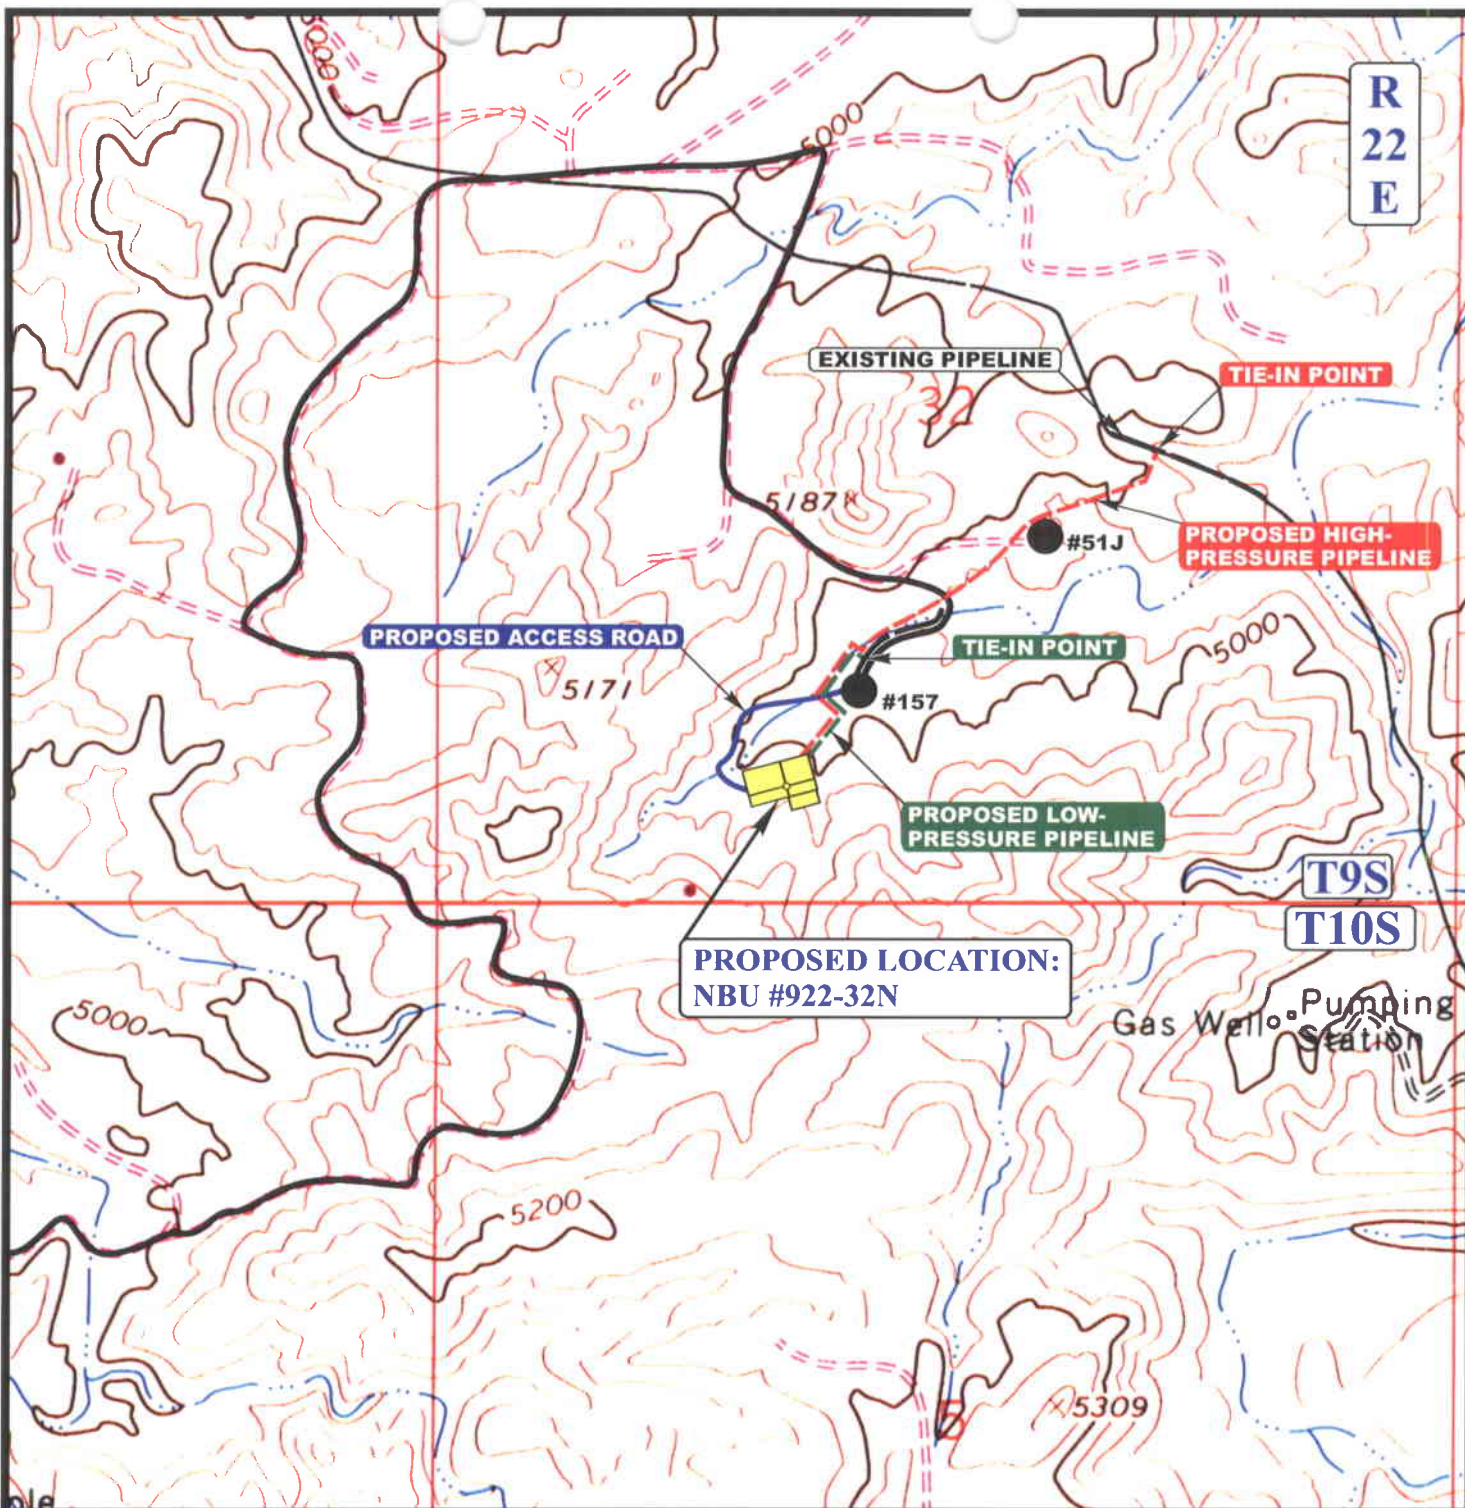 5000
5000
R
22
E
EXISTING PIPELINE
TIE-IN POINT
32
5187
#51J
PROPOSED HIGH-
PRESSURE PIPELINE
PROPOSED ACCESS ROAD
TIE-IN POINT
5000
5171
#157
PROPOSED LOW-
PRESSURE PIPELINE
T9S
T10S
PROPOSED LOCATION:
NBU #922-32N
5000
Gas Well
Pumping
Station
5200
5309
5